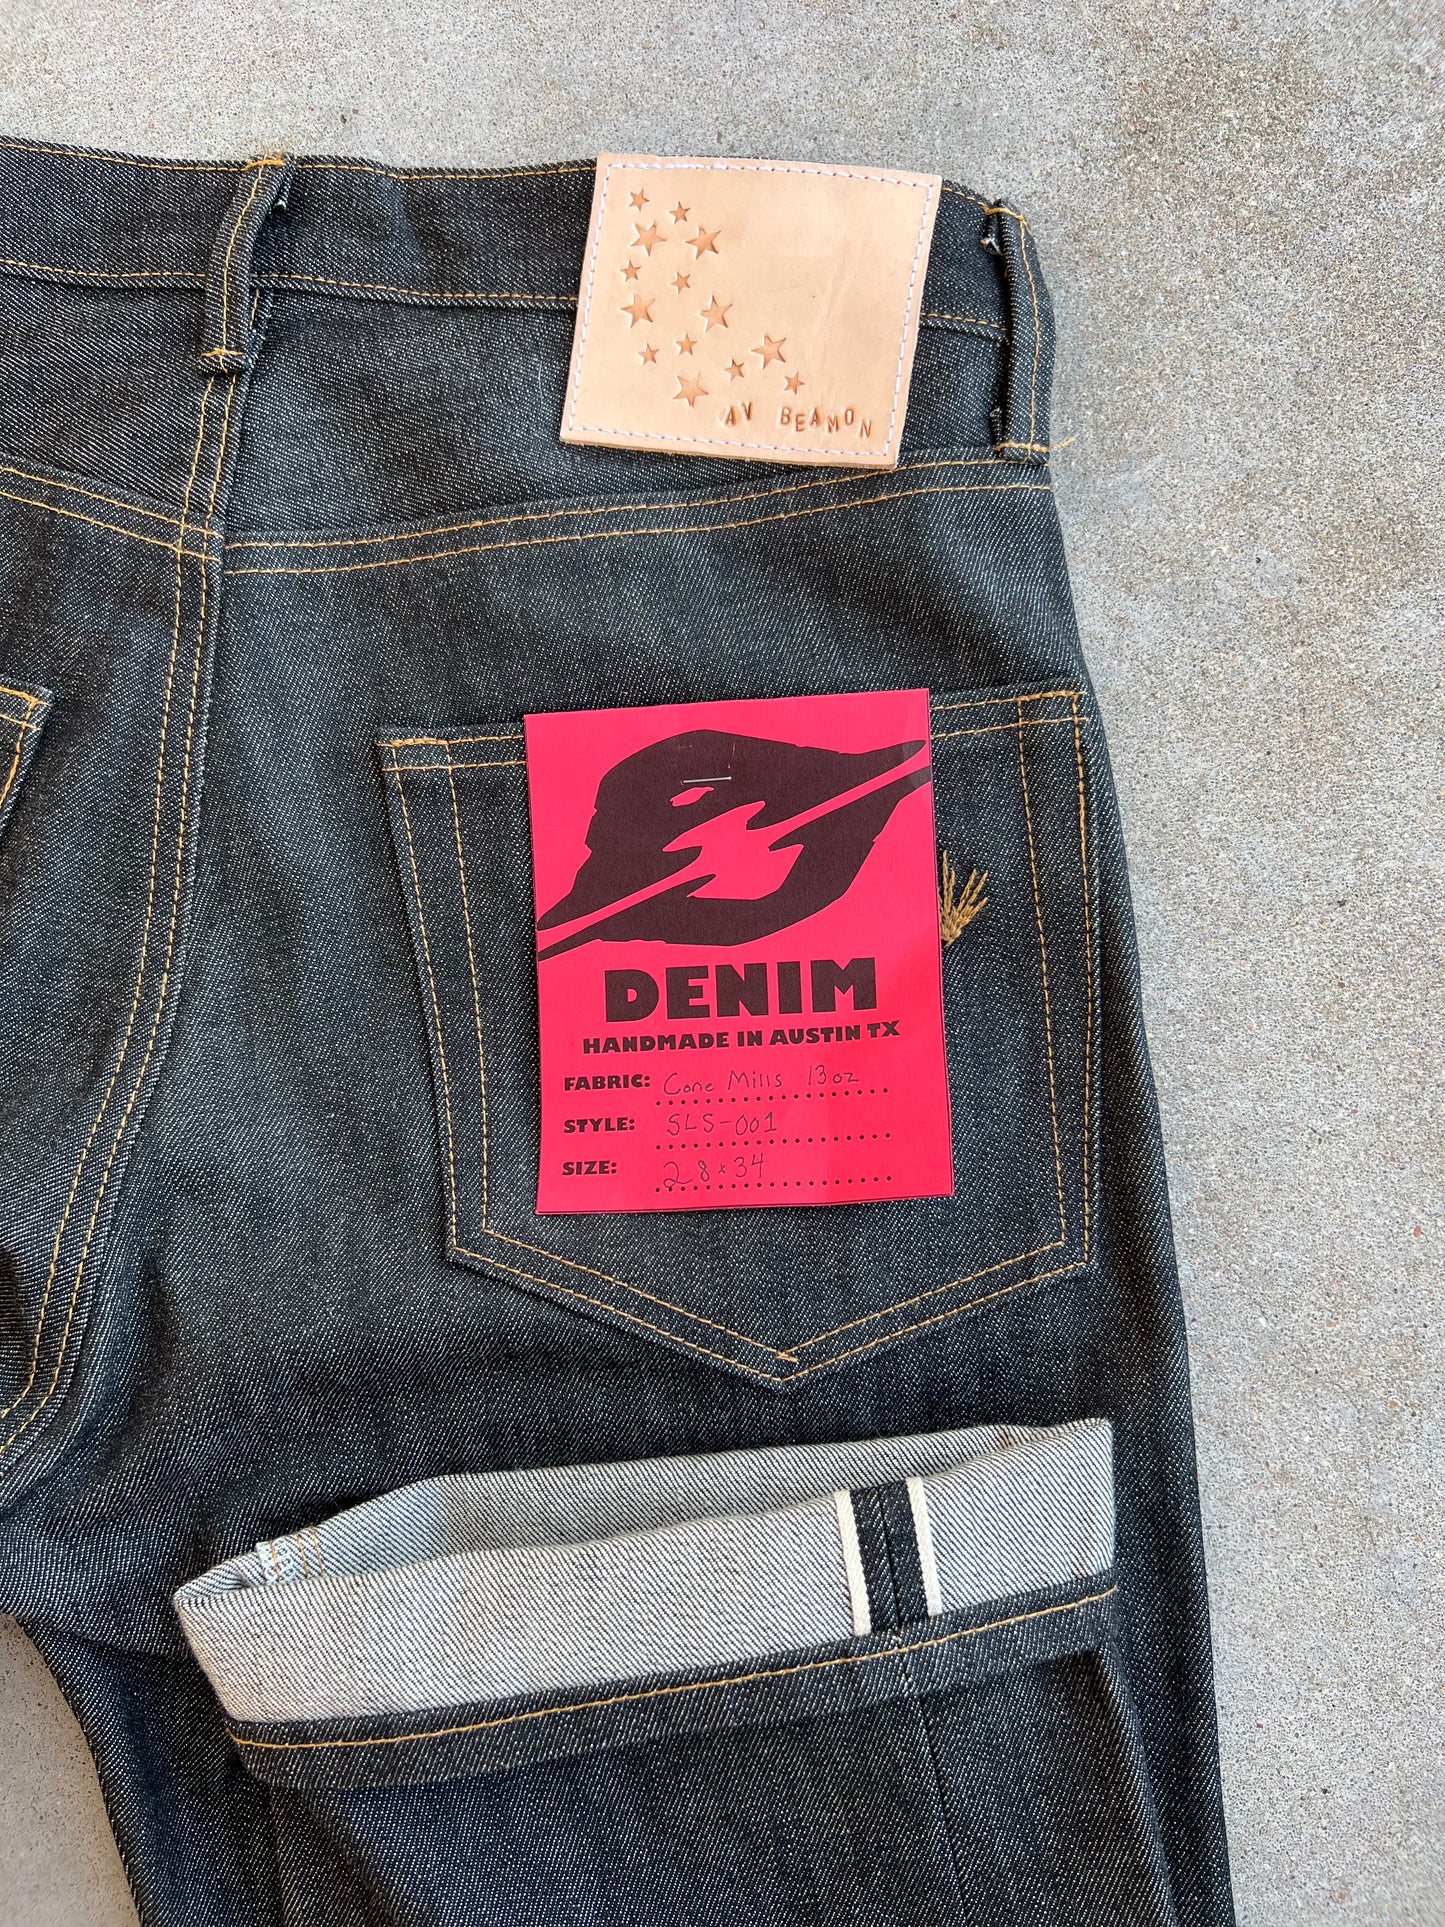 AV BEAMON
DENIM
HANDMADE IN AUSTIN TX
FABRIC: Cone Mills 13oz
STYLE: SLS-001
SIZE: 28x34